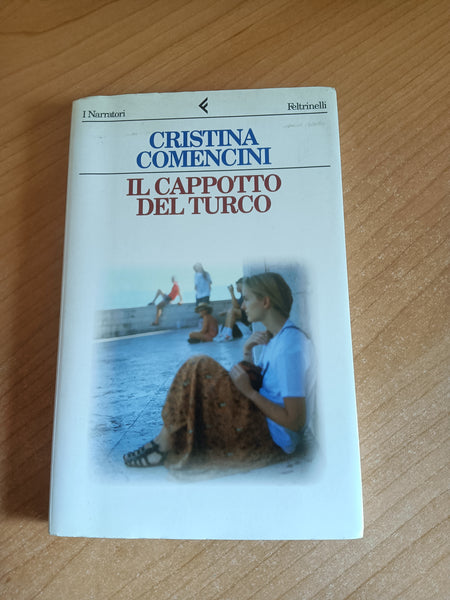 I Narratori
Feltrinelli
CRISTINA
COMENCINI
IL CAPPOTTO
DEL TURCO